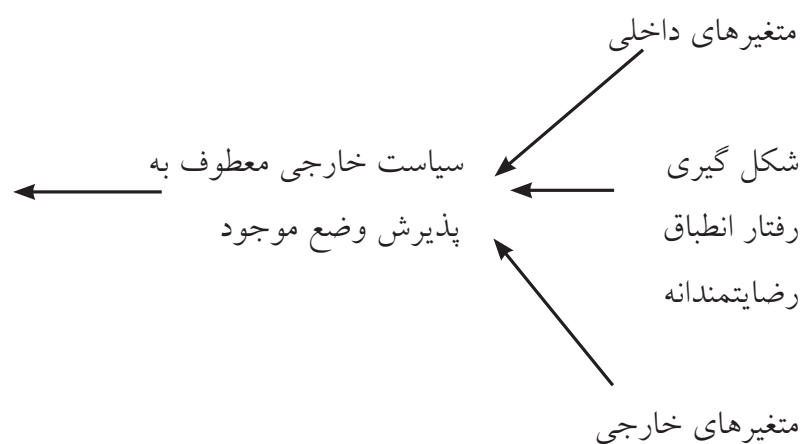 متغیرهای داخلی
شکل گیری
رفتار انطباق
رضایتمندانه
سیاست خارجی معطوف به
پذیرش وضع موجود
متغیرهای خارجی